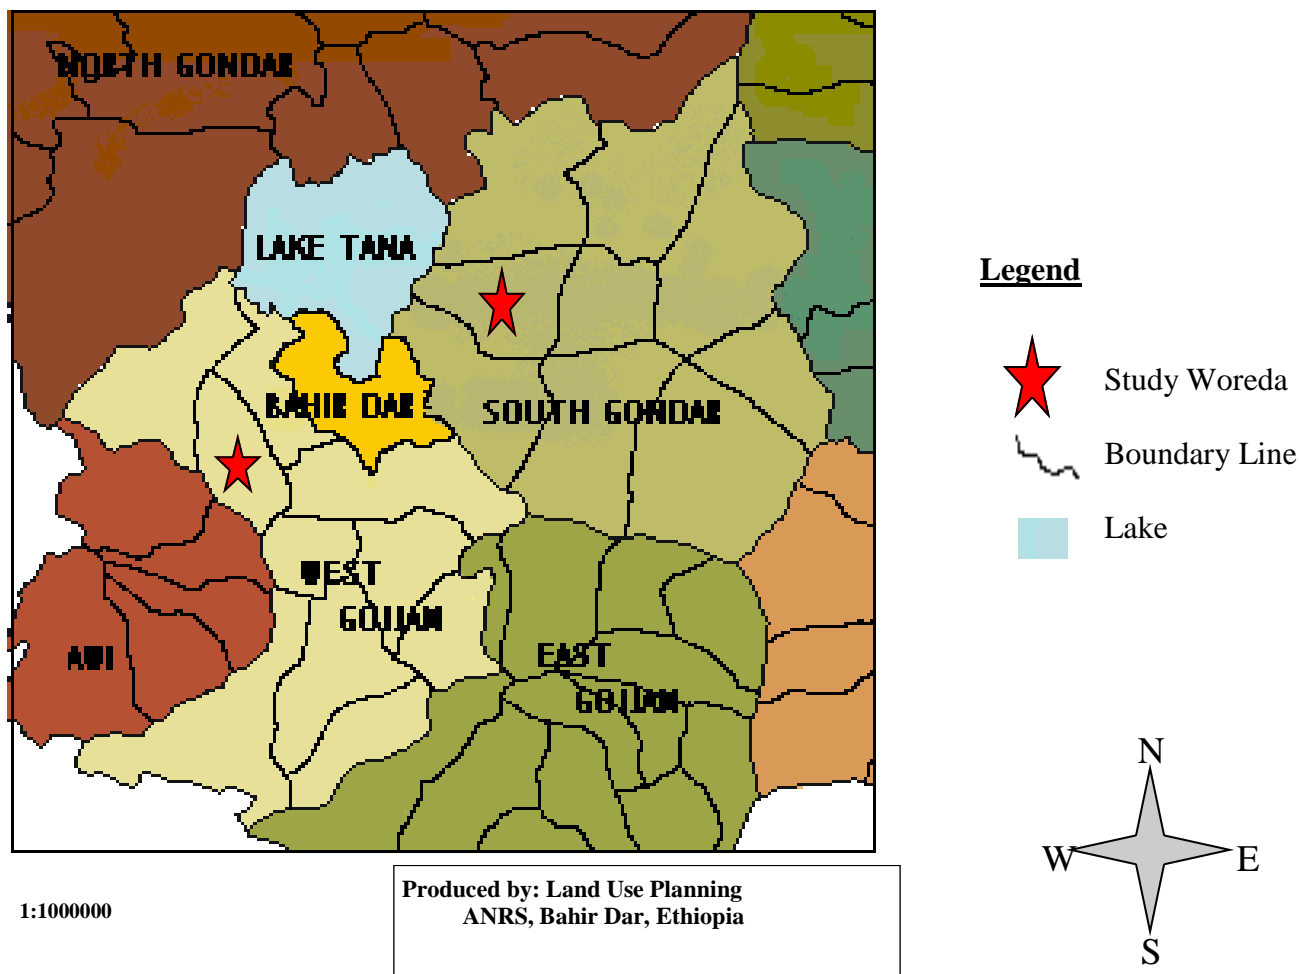 NORTH GONDAR
LAKE TANA
BAHIR DAR
SOUTH GONDAR
WEST
GOJJAM
AWI
EAST
GOJJAM
Legend
Study Woreda
Boundary Line
Lake
N
W
E
S
1:1000000
Produced by: Land Use Planning
ANRS, Bahir Dar, Ethiopia